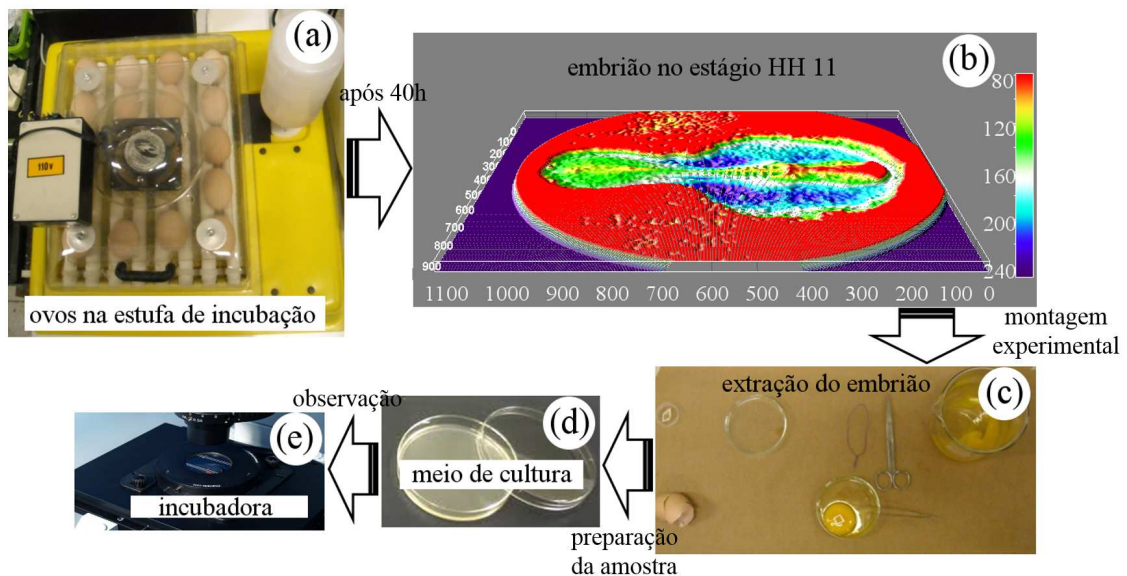 (a)
110 v
ovos na estufa de incubação
após 40h
(b)
embrião no estágio HH 11
0
100
200
300
400
500
600
700
800
900
80
120
160
200
240
1100 1000 900 800 700 600 500 400 300 200 100 0
montagem
experimental
(c)
extração do embrião
preparação
da amostra
(d)
meio de cultura
observação
(e)
incubadora